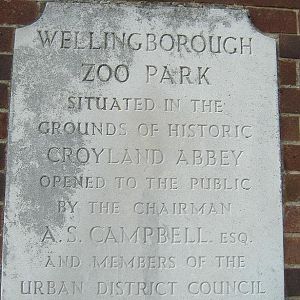 WELLINGBOROUGH
ZOO PARK
SITUATED IN THE
GROUNDS OF HISTORIC
CROYLAND ABBEY
OPENED TO THE PUBLIC
BY THE CHAIRMAN
A. S. CAMPBELL. ESQ.
AND MEMBERS OF THE
URBAN DISTRICT COUNCIL